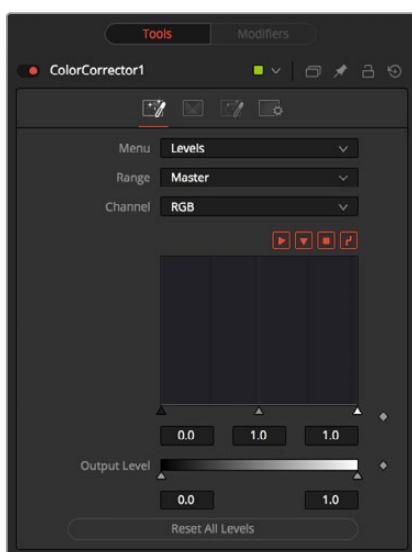 Tools Modifiers
ColorCorrector1
Menu Levels
Range Master
Channel RGB
0.0 1.0 1.0
Output Level
0.0 1.0
Reset All Levels